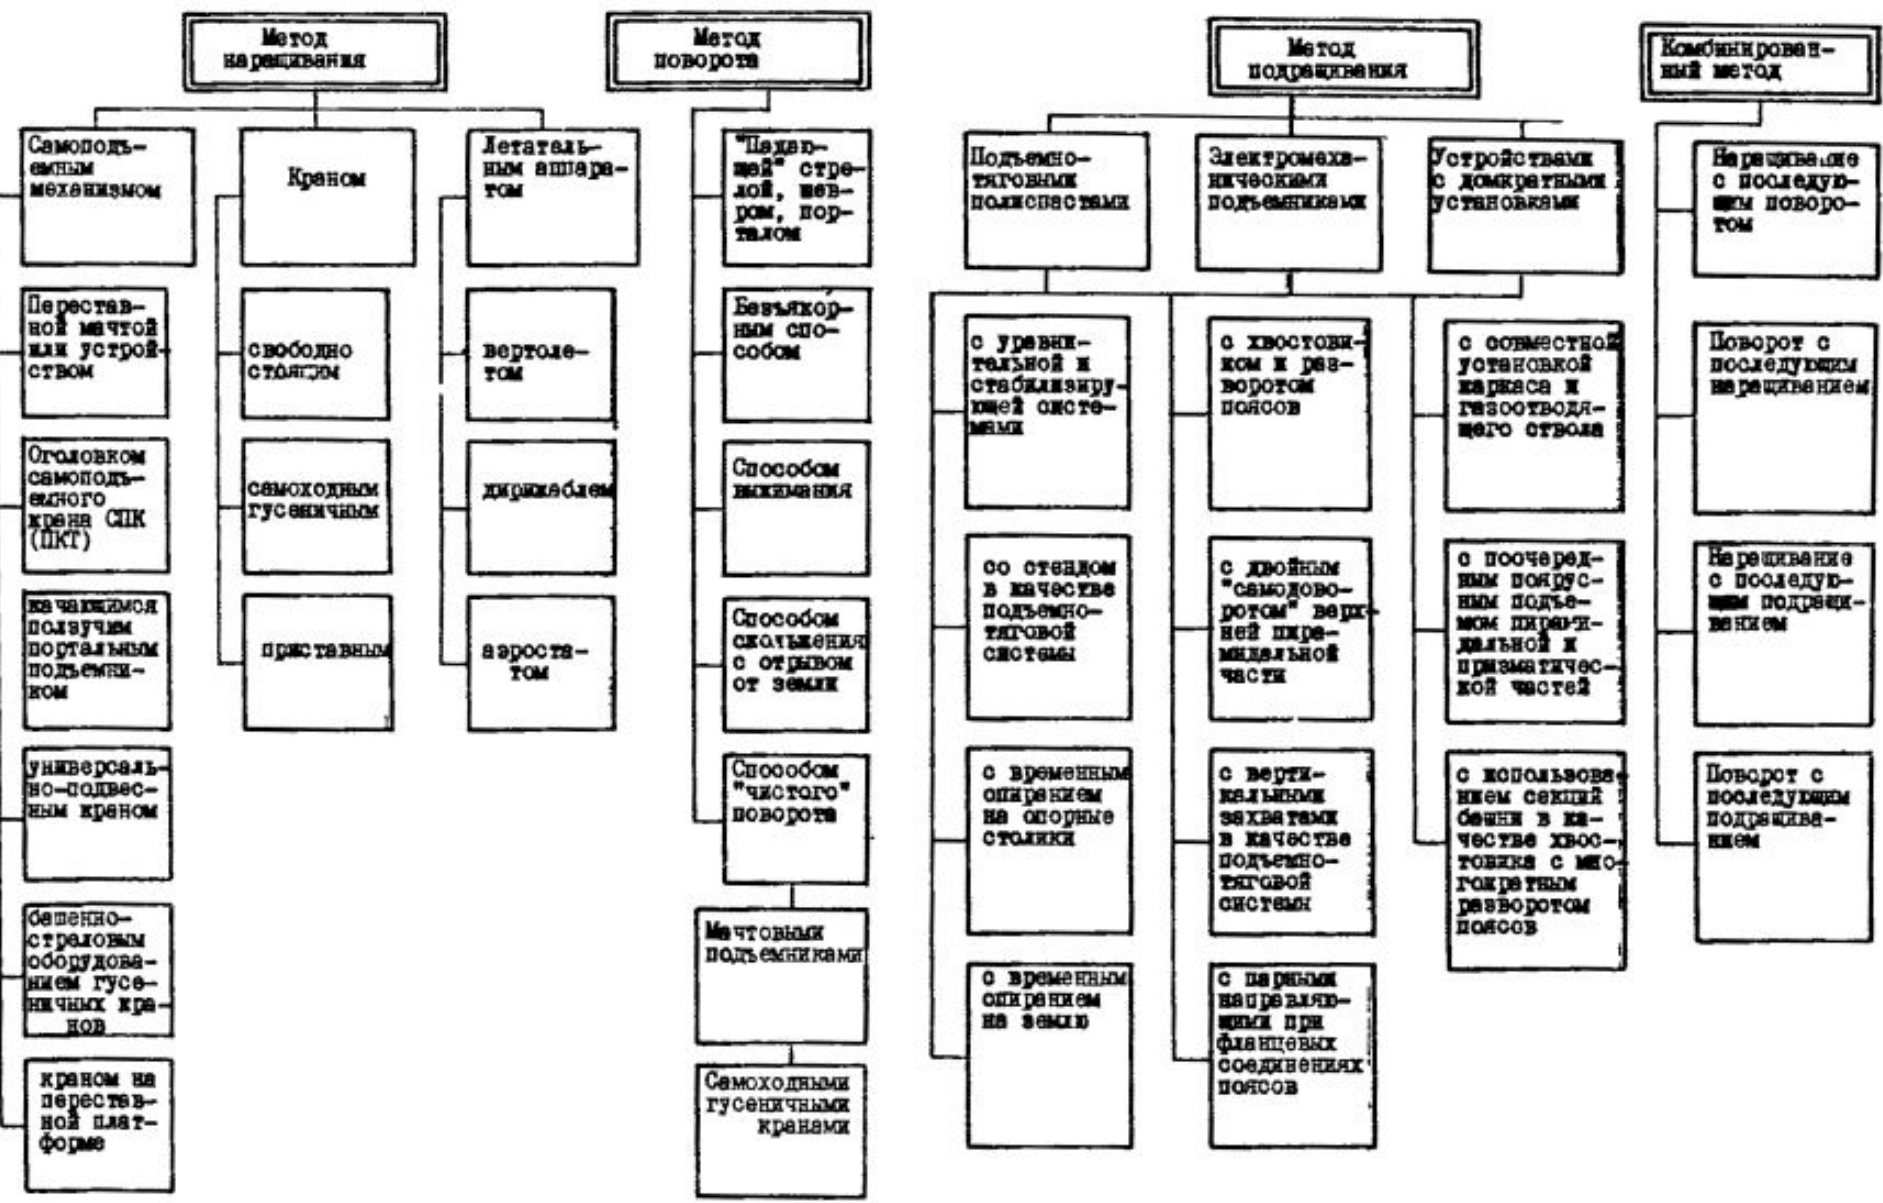 Метод
наращивания
Самоподъ-
емным
механизмом
Перестав-
ной мачтой
или устрой-
ством
Оголовком
самоподъ-
емного
крана СПК
(ПКТ)
качающимся
ползучим
портальным
подъемни-
ком
универсаль-
но-подвес-
ным краном
башенно-
стреловым
оборудова-
нием гусе-
ничных кра-
нов
краном на
перестав-
ной плат-
форме
Краном
свободно
стоящим
самоходным
гусеничным
приставным
Летатель-
ным аппара-
том
вертоле-
том
дирижаблем
аэроста-
том
Метод
поворота
"Падаю-
щей" стре-
лой, шев-
ром, пор-
талом
Безъякор-
ным спо-
собом
Способом
выжимания
Способом
скольжения
с отрывом
от земли
Способом
"чистого"
поворота
Мачтовыми
подъемниками
Самоходными
гусеничными
кранами
Метод
подращивания
Подъемно-
тяговыми
полиспастами
Электромеха-
ническими
подъемниками
Устройствами
с домкратными
установками
с уравни-
тельной и
стабилизиру-
ющей систе-
мами
со стендом
в качестве
подъемно-
тяговой
системы
с временным
опиранием
на опорные
столики
с временным
опиранием
на землю
с хвостови-
ком и раз-
воротом
поясов
с двойным
"самодово-
ротом" верх-
ней пира-
мидальной
части
с верти-
кальными
захватами
в качестве
подъемно-
тяговой
системы
с парными
направляю-
щими при
фланцевых
соединениях
поясов
с совместной
установкой
каркаса и
газоотводя-
щего ствола
с поочеред-
ным поярус-
ным подъе-
мом пирами-
дальной и
призматичес-
кой частей
с использова-
нием секций
башни в ка-
честве хвос-
товика с мно-
гократным
разворотом
поясов
Комбинирован-
ный метод
Наращивание
с последую-
щим поворо-
том
Поворот с
последующим
наращиванием
Наращивание
с последую-
щим подращи-
ванием
Поворот с
последующим
подращива-
нием